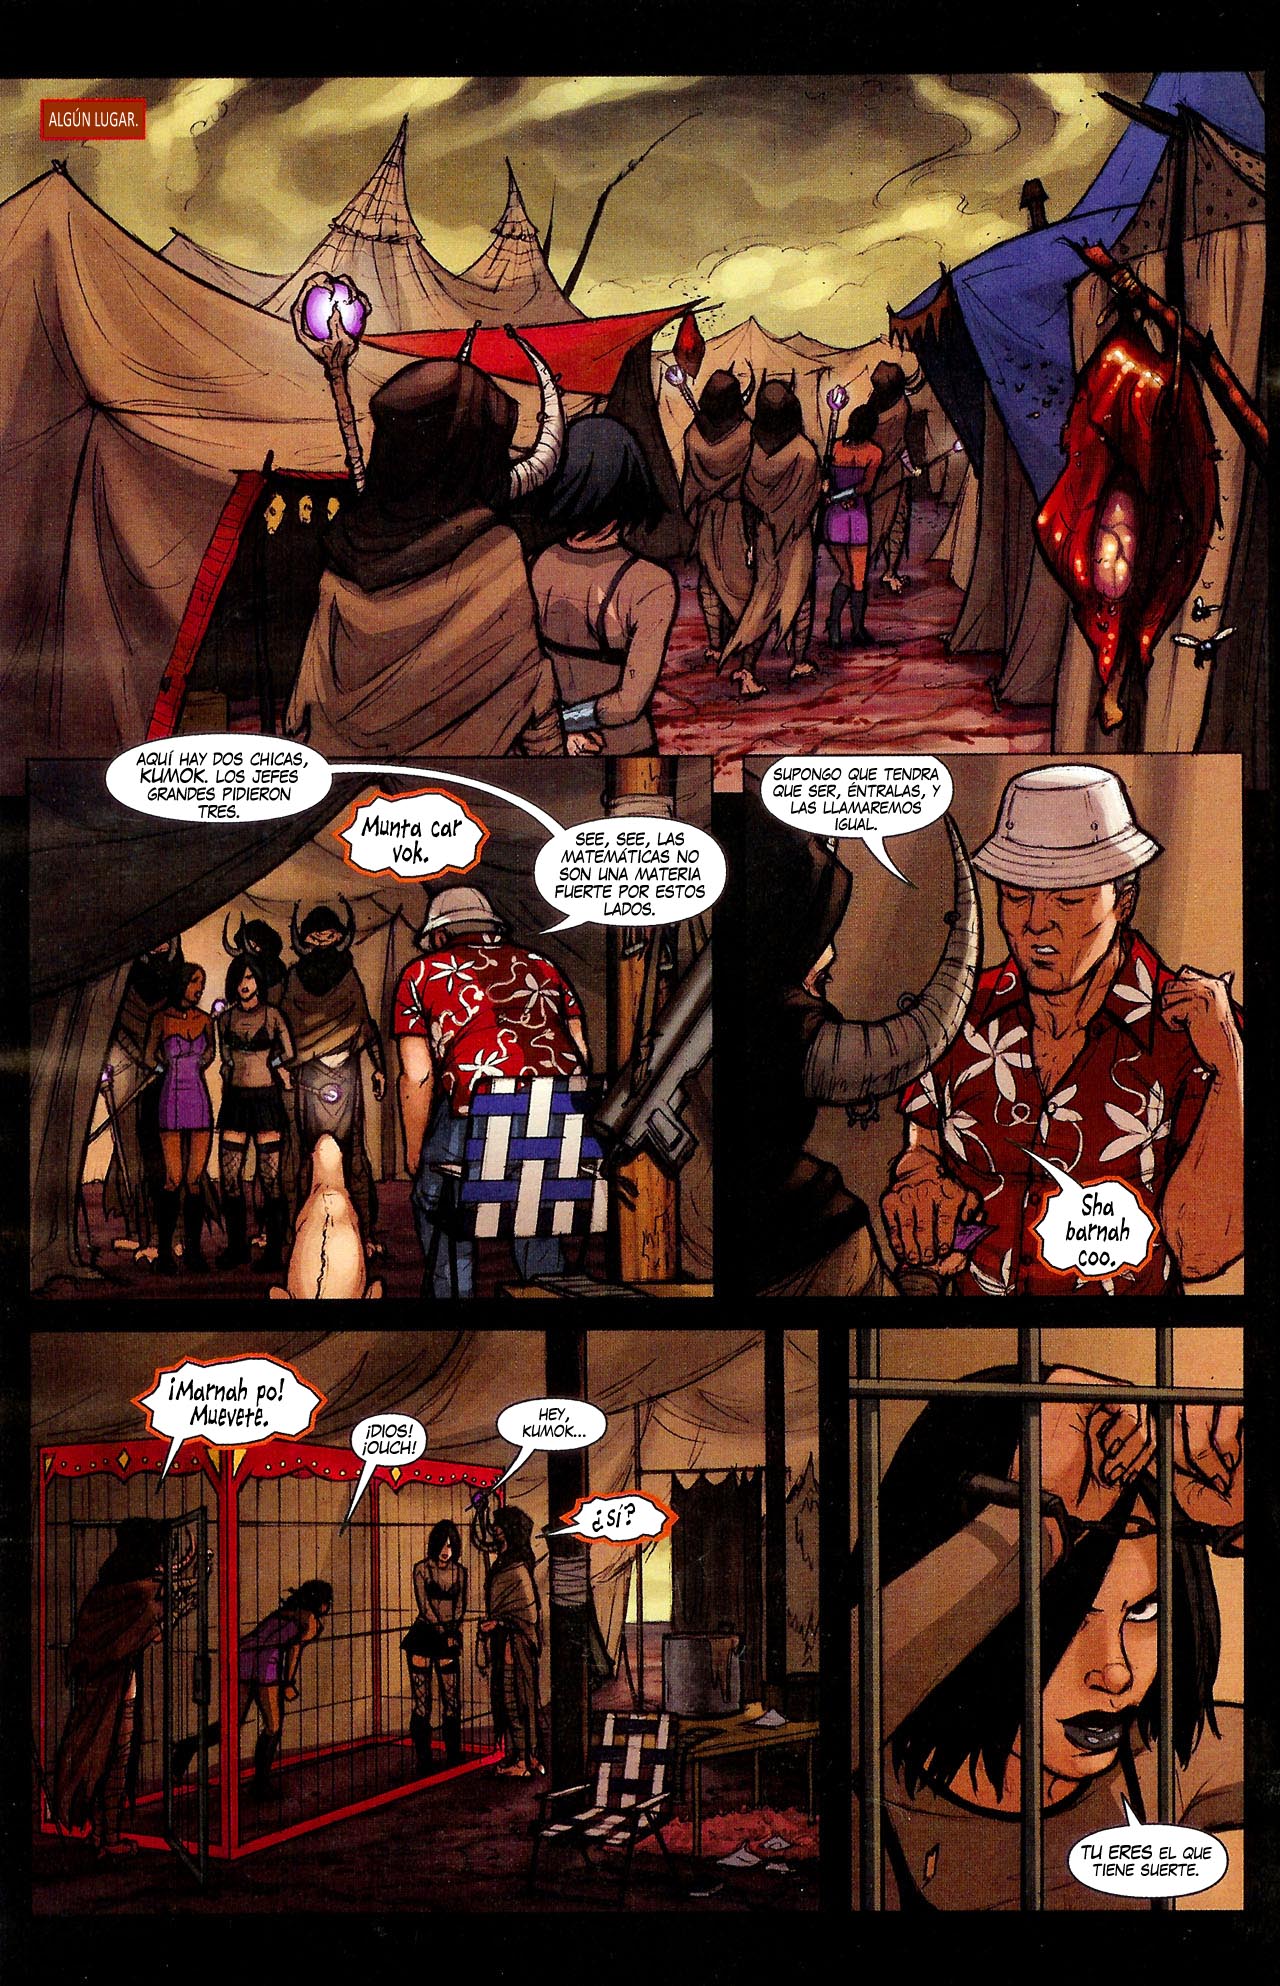 ALGÚN LUGAR.
AQUÍ HAY DOS CHICAS,
KUMOK. LOS JEFES
GRANDES PIDIERON
TRES.
Munta car
vok.
SEE, SEE, LAS
MATEMÁTICAS NO
SON UNA MATERIA
FUERTE POR ESTOS
LADOS.
SUPONGO QUE TENDRA
QUE SER, ÉNTRALAS, Y
LAS LLAMAREMOS
IGUAL.
Sha
barnah
coo.
¡Marnah po!
Muevete.
¡DIOS!
¡OUCH!
HEY,
KUMOK...
¿SÍ?
TU ERES EL QUE
TIENE SUERTE.